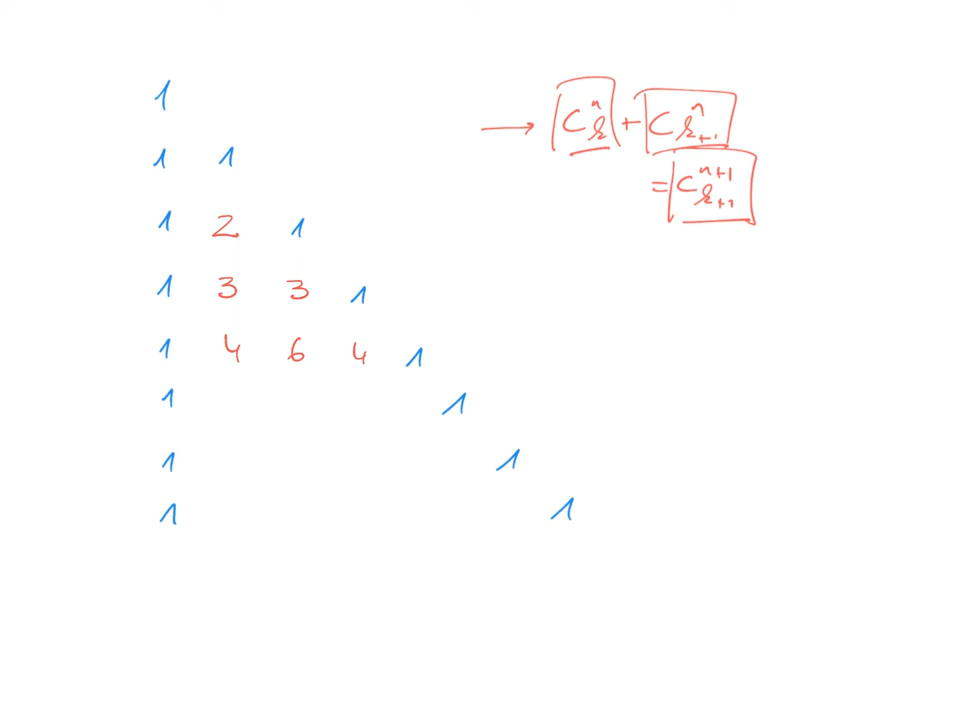 1
→ C^n_k + C^n_{k+1}
1 1
= C^{n+1}_{k+1}
1 2 1
1 3 3 1
1 4 6 4 1
1 1
1 1
1 1